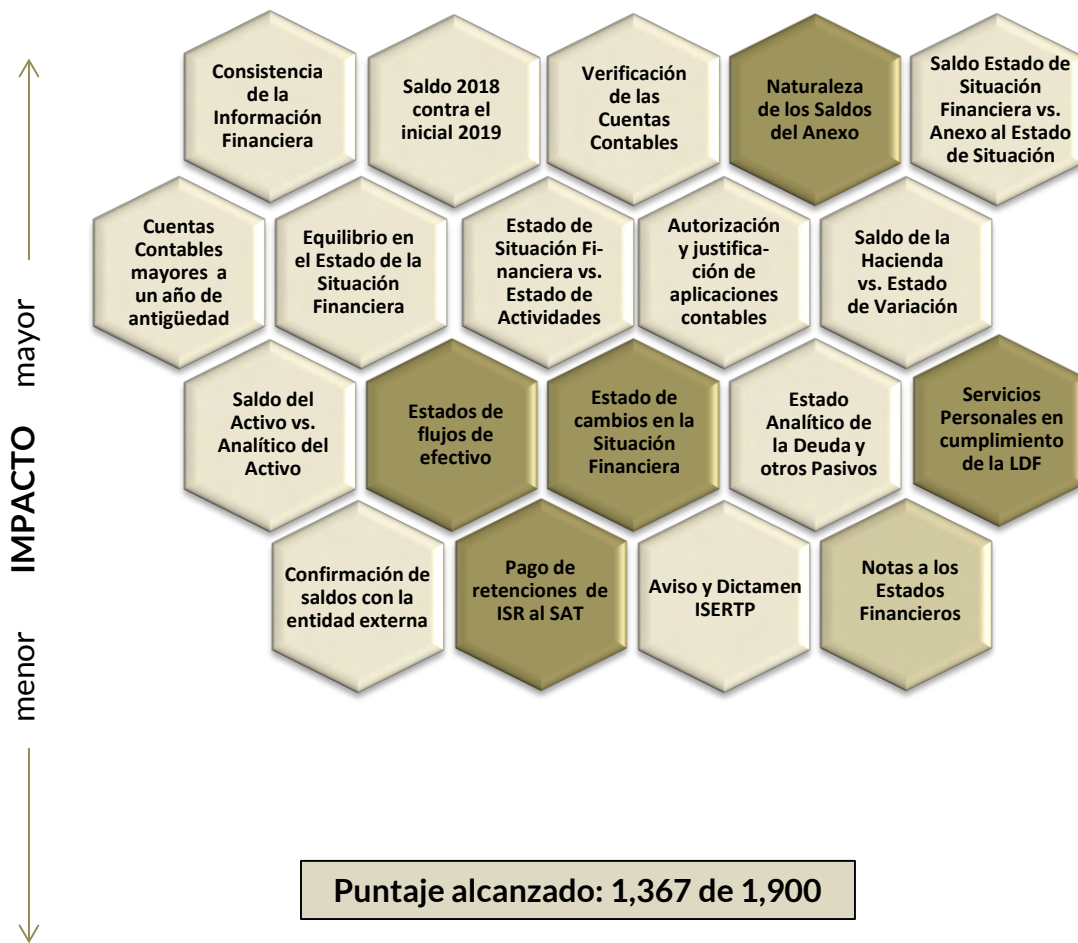 Consistencia
de la
Información
Financiera
Saldo 2018
contra el
inicial 2019
Verificación
de las
Cuentas
Contables
Naturaleza
de los Saldos
del Anexo
Saldo Estado de
Situación
Financiera vs.
Anexo al Estado
de Situación
Cuentas
Contables
mayores a
un año de
antigüedad
Equilibrio en
el Estado de la
Situación
Financiera
Estado de
Situación Fi-
nanciera vs.
Estado de
Actividades
Autorización
y justifica-
ción de
aplicaciones
contables
Saldo de la
Hacienda
vs. Estado
de Variación
Saldo del
Activo vs.
Analítico del
Activo
Estados de
flujos de
efectivo
Estado de
cambios en la
Situación
Financiera
Estado
Analítico de
la Deuda y
otros Pasivos
Servicios
Personales en
cumplimiento
de la LDF
Confirmación de
saldos con la
entidad externa
Pago de
retenciones de
ISR al SAT
Aviso y Dictamen
ISERTP
Notas a los
Estados
Financieros
menor IMPACTO mayor
Puntaje alcanzado: 1,367 de 1,900